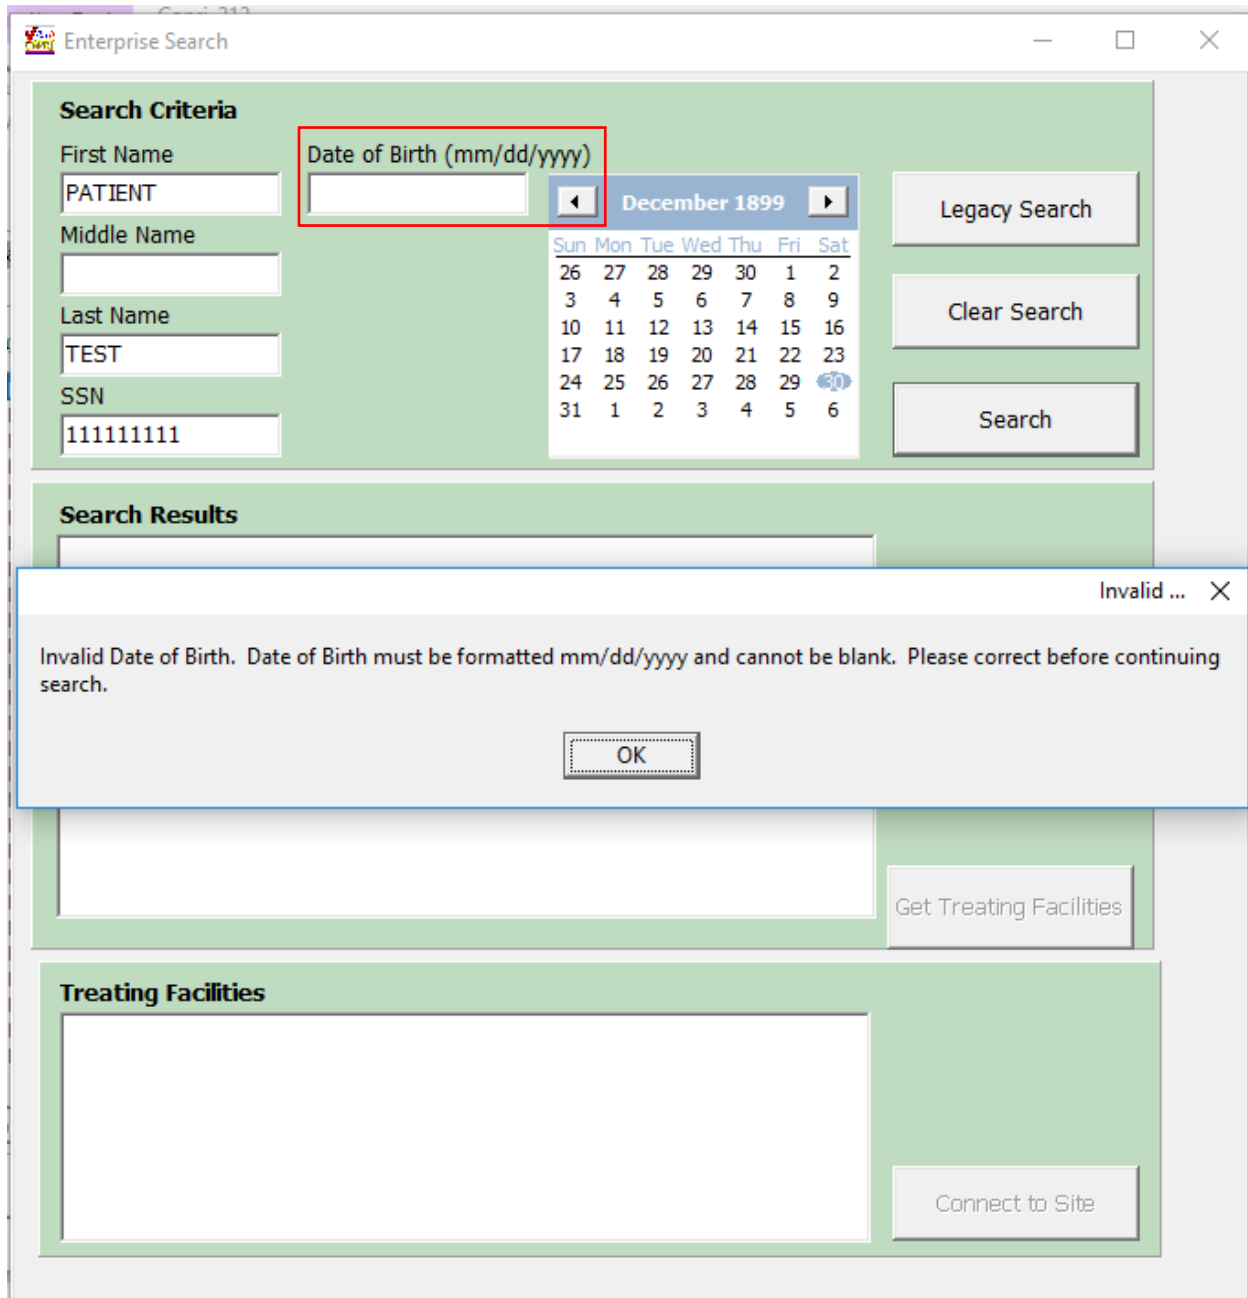 Enterprise Search
Search Criteria
First Name
PATIENT
Middle Name
Last Name
TEST
SSN
111111111
Date of Birth (mm/dd/yyyy)
December 1899
Sun Mon Tue Wed Thu Fri Sat
26 27 28 29 30 1 2
3 4 5 6 7 8 9
10 11 12 13 14 15 16
17 18 19 20 21 22 23
24 25 26 27 28 29 30
31 1 2 3 4 5 6
Legacy Search
Clear Search
Search
Search Results
Invalid ...
Invalid Date of Birth.  Date of Birth must be formatted mm/dd/yyyy and cannot be blank.  Please correct before continuing
search.
OK
Get Treating Facilities
Treating Facilities
Connect to Site